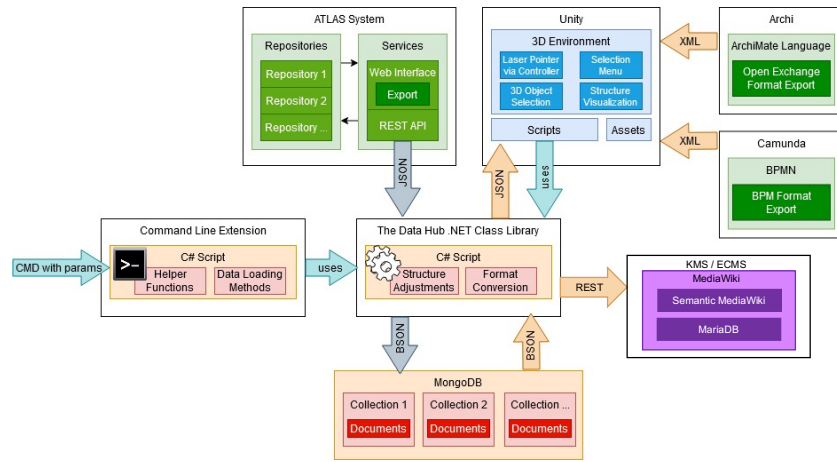 ATLAS System
Repositories
Repository 1
Repository 2
Repository ...
Services
Web Interface
Export
REST API
Unity
3D Environment
Laser Pointer
via Controller
Selection
Menu
3D Object
Selection
Structure
Visualization
Scripts
Assets
XML
XML
Archi
ArchiMate Language
Open Exchange
Format Export
Camunda
BPMN
BPM Format
Export
JSON
JSON
uses
CMD with params
Command Line Extension
C# Script
>_
Helper
Functions
Data Loading
Methods
uses
The Data Hub .NET Class Library
C# Script
Structure
Adjustments
Format
Conversion
REST
KMS / ECMS
MediaWiki
Semantic MediaWiki
MariaDB
BSON
BSON
MongoDB
Collection 1
Documents
Collection 2
Documents
Collection ...
Documents